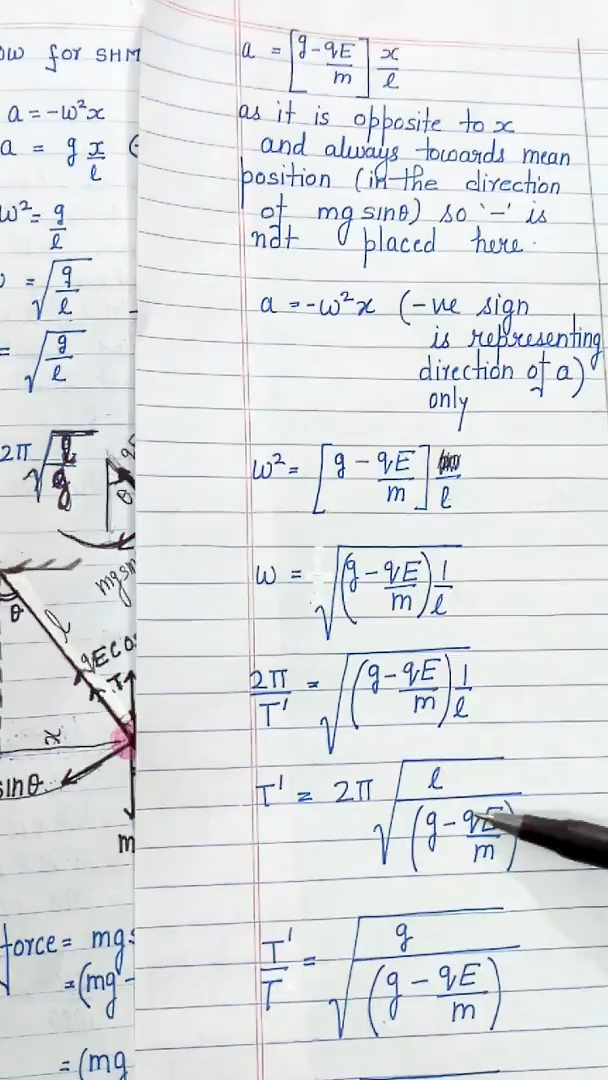 ow for SHM
a = -ω²x
a = g x/l (
ω² = g/l
= √(g/l)
= √(g/l)
2π √(l/g)
θ
mg sin
θ
l
qE co
T
x
sinθ
m
force = mg
= (mg -
= (mg
a = [g - qE/m] x/l
as it is opposite to x
and always towards mean
position (in the direction
of mg sinθ) so '-' is
not placed here.
a = -ω²x (-ve sign
is representing
direction of a)
only
ω² = [g - qE/m] 1/l
ω = √((g - qE/m) 1/l)
2π/T' = √((g - qE/m) 1/l)
T' = 2π √(l/(g - qE/m))
T'/T = √(g/(g - qE/m))